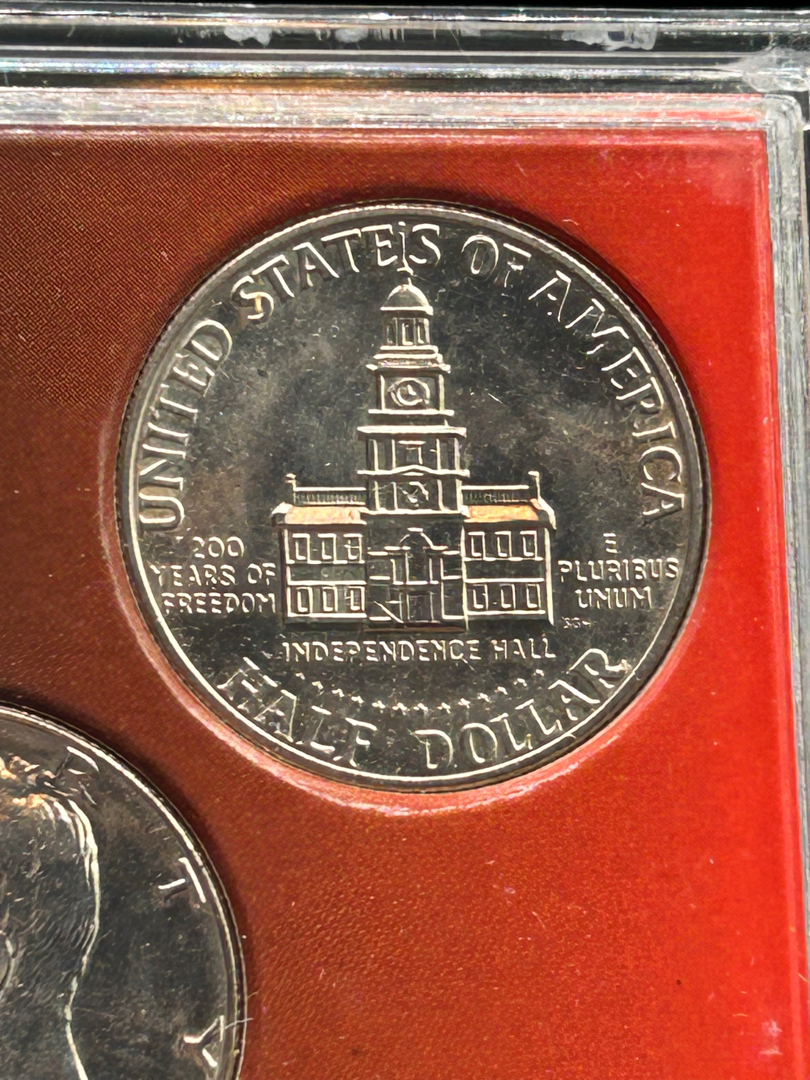 UNITED STATES OF AMERICA
200
YEARS OF
FREEDOM
E
PLURIBUS
UNUM
INDEPENDENCE HALL
HALF DOLLAR
R T Y